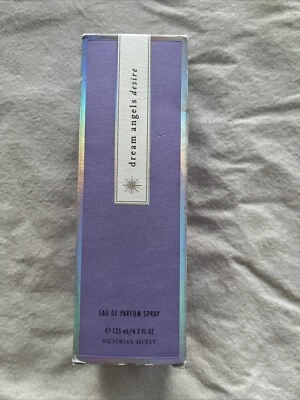 dream angels desire
EAU DE PARFUM SPRAY
℮ 125 mL/4.2 FL OZ
VICTORIA'S SECRET